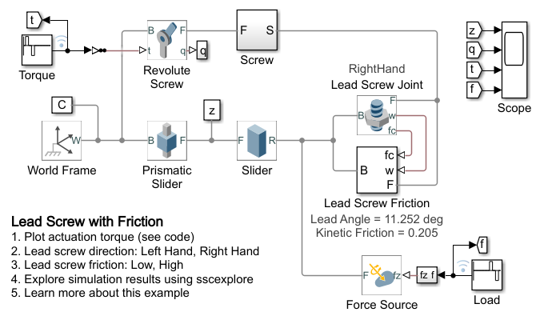 t
Torque
B
F
t
q
q
Revolute
Screw
F
S
Screw
RightHand
Lead Screw Joint
B
F
w
fc
z
q
t
f
Scope
C
W
World Frame
B
F
Prismatic
Slider
z
F
R
Slider
B
fc
w
F
Lead Screw Friction
Lead Angle = 11.252 deg
Kinetic Friction = 0.205
Lead Screw with Friction
1. Plot actuation torque (see code)
2. Lead screw direction: Left Hand, Right Hand
3. Lead screw friction: Low, High
4. Explore simulation results using sscexplore
5. Learn more about this example
F
fz
Force Source
fz f
f
Load